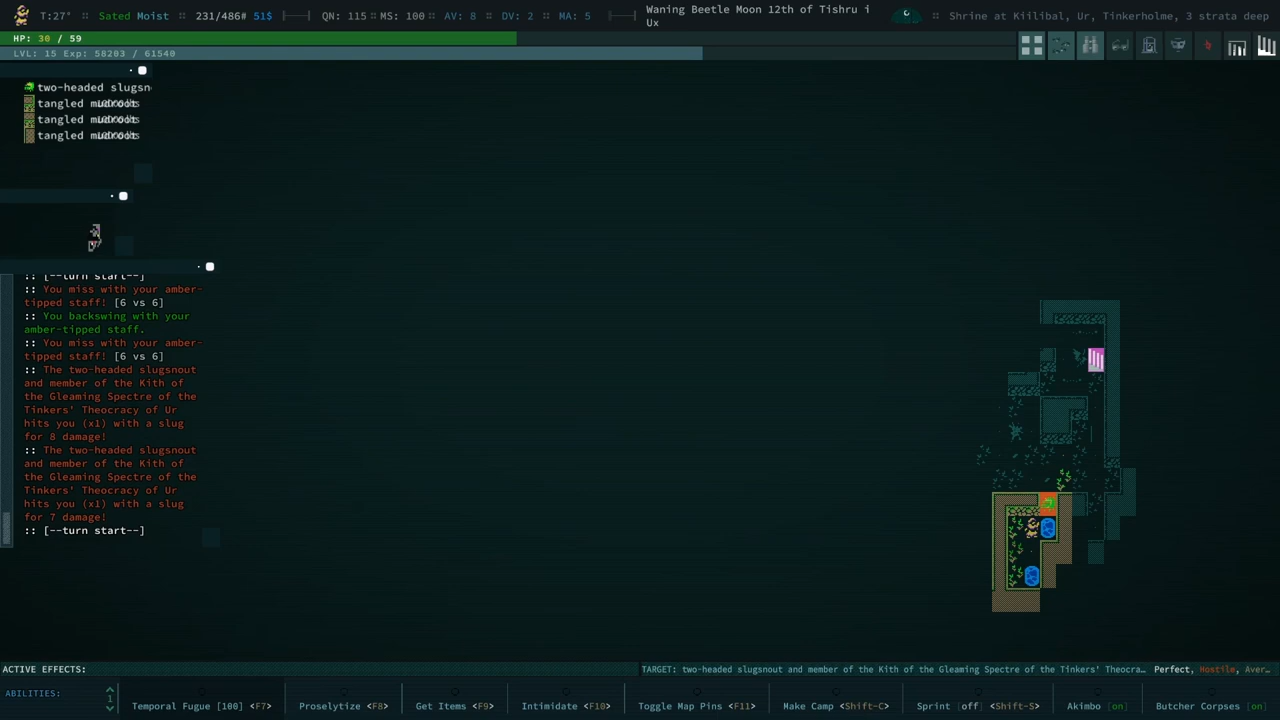 T:27° :: Sated Moist :: 231/486# 51$ QN: 115 :: MS: 100 :: AV: 8 :: DV: 2 :: MA: 5 Waning Beetle Moon 12th of Tishru i
Ux :: Shrine at Kiilibal, Ur, Tinkerholme, 3 strata deep
HP: 30 / 59
LVL: 15 Exp: 58203 / 61540
two-headed slugsn
tangled
tangled
tangled
:: [--turn start--]
:: You miss with your amber-
tipped staff! [6 vs 6]
:: You backswing with your
amber-tipped staff.
:: You miss with your amber-
tipped staff! [6 vs 6]
:: The two-headed slugsnout
and member of the Kith of
the Gleaming Spectre of the
Tinkers' Theocracy of Ur
hits you (x1) with a slug
for 8 damage!
:: The two-headed slugsnout
and member of the Kith of
the Gleaming Spectre of the
Tinkers' Theocracy of Ur
hits you (x1) with a slug
for 7 damage!
:: [--turn start--]
ACTIVE EFFECTS: TARGET: two-headed slugsnout and member of the Kith of the Gleaming Spectre of the Tinkers' Theocra… Perfect, Hostile, Aver…
ABILITIES: 1 Temporal Fugue [100] <F7> Proselytize <F8> Get Items <F9> Intimidate <F10> Toggle Map Pins <F11> Make Camp <Shift-C> Sprint [off] <Shift-S> Akimbo [on] Butcher Corpses [on]